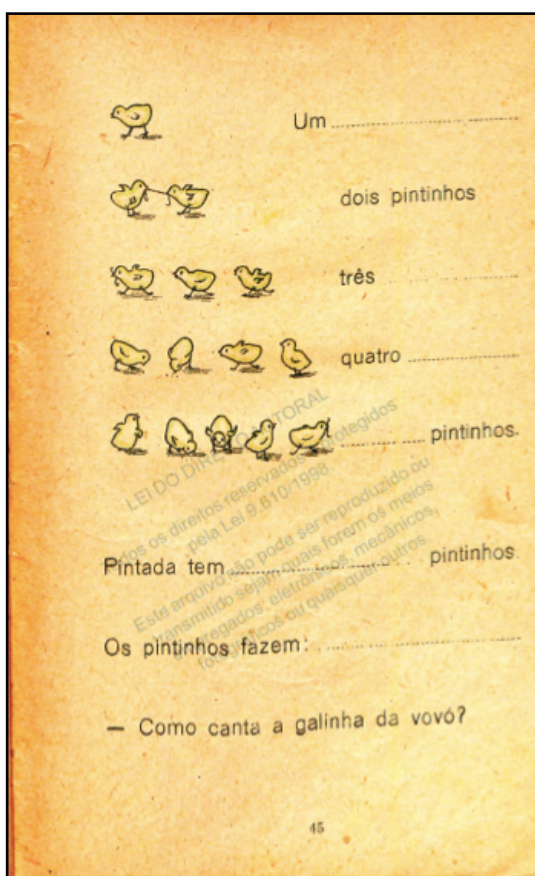 Um ..............................
dois pintinhos
três ..............................
quatro ....................
.............. pintinhos.
LEI DO DIREITO AUTORAL
os direitos reservados protegidos
pela Lei 9.610/1998.
Este arquivo não pode ser reproduzido ou
transmitido sejam quais forem os meios
empregados: eletrônicos, mecânicos,
fotográficos ou quaisquer outros.
Pintada tem .............................. pintinhos
Os pintinhos fazem: ..............................
— Como canta a galinha da vovó?
45